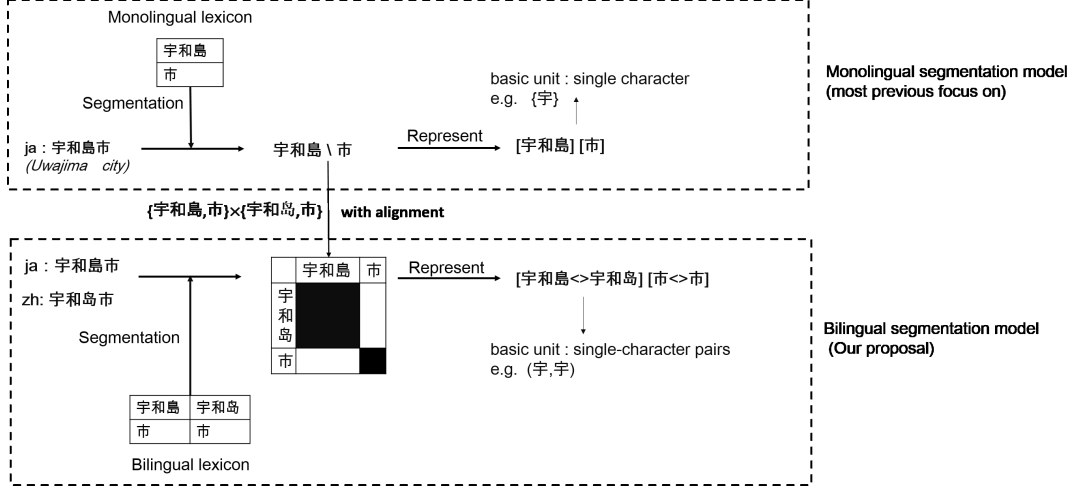 Monolingual lexicon
宇和島
市
Segmentation
ja : 宇和島市
(Uwajima city)
宇和島 \ 市
Represent
basic unit : single character
e.g. {宇}
[宇和島] [市]
Monolingual segmentation model
(most previous focus on)
{宇和島,市}×{宇和岛,市} with alignment
ja : 宇和島市
zh: 宇和岛市
Segmentation
宇和島 市
宇和岛
市
Represent
[宇和島<>宇和岛] [市<>市]
basic unit : single-character pairs
e.g. (宇,宇)
Bilingual segmentation model
(Our proposal)
宇和島 宇和岛
市 市
Bilingual lexicon